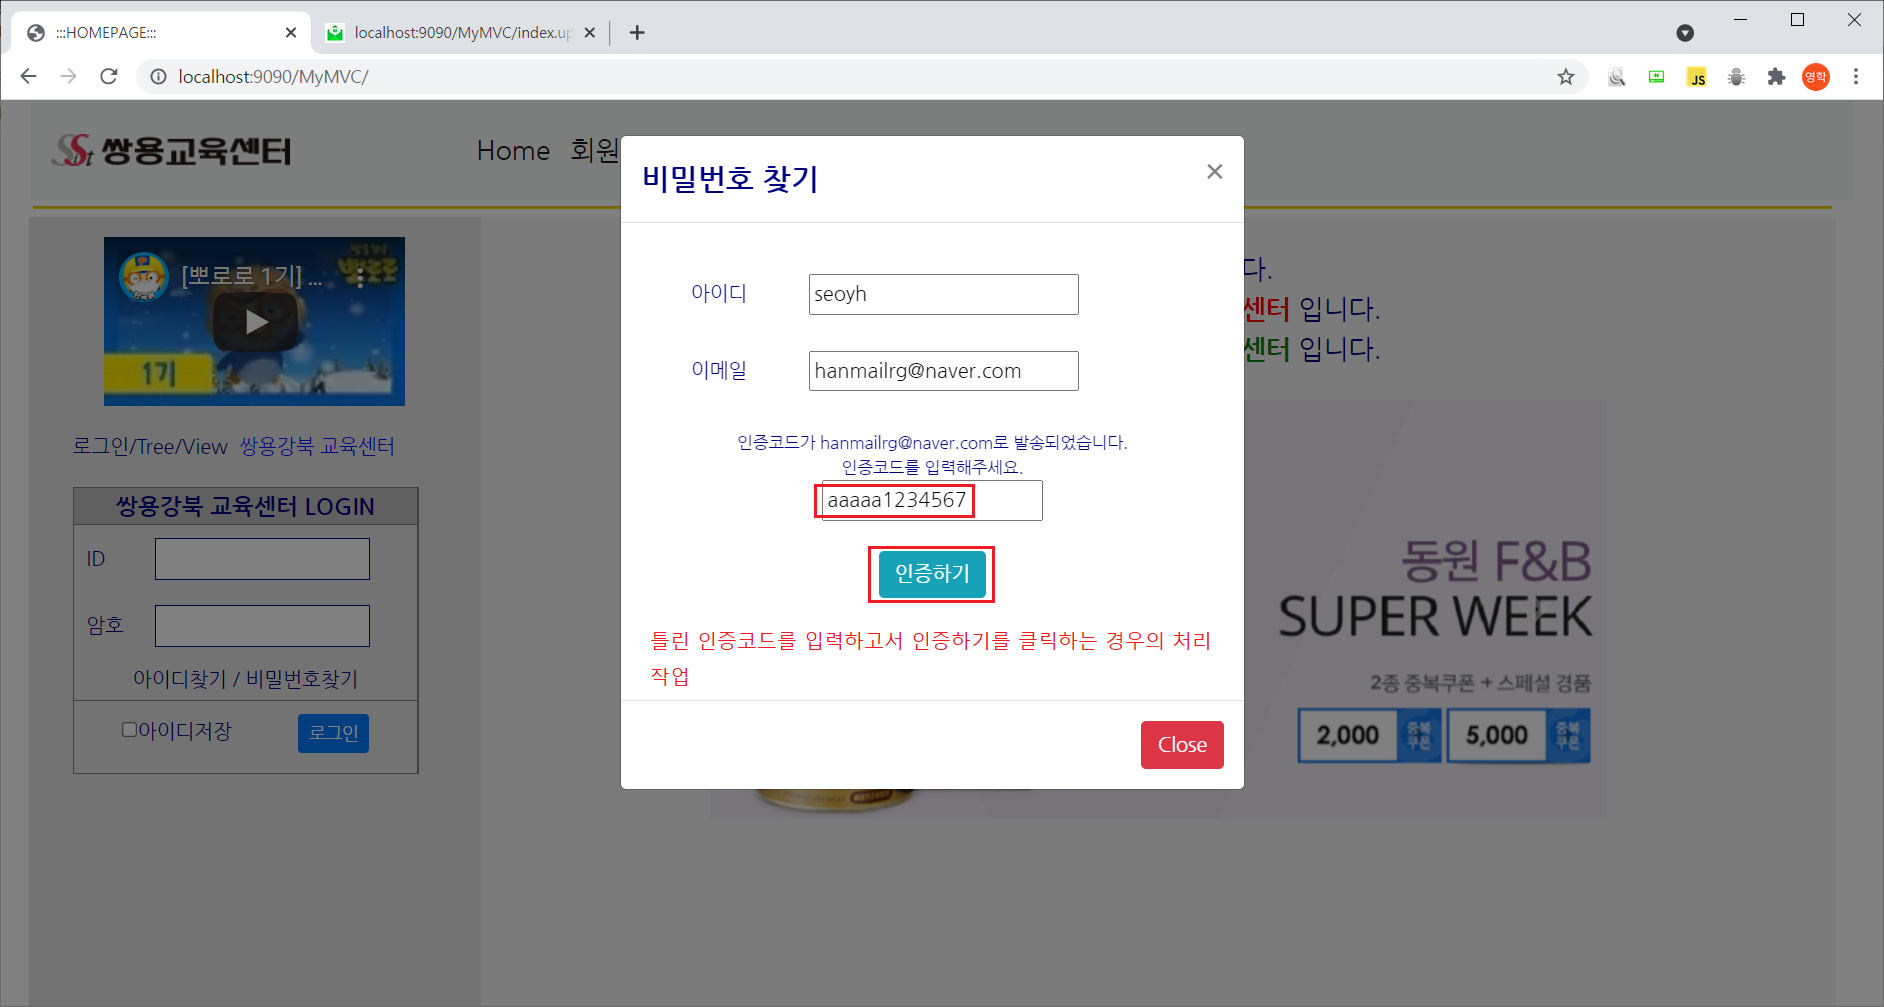 :::HOMEPAGE:::
localhost:9090/MyMVC/index.up
localhost:9090/MyMVC/
JS
영학
쌍용교육센터
Home 회원
비밀번호 찾기
×
[뽀로로 1기] ...
1기
다.
센터 입니다.
센터 입니다.
아이디 seoyh
이메일 hanmailrg@naver.com
인증코드가 hanmailrg@naver.com로 발송되었습니다.
인증코드를 입력해주세요.
aaaaa1234567
인증하기
틀린 인증코드를 입력하고서 인증하기를 클릭하는 경우의 처리
작업
Close
로그인/Tree/View 쌍용강북 교육센터
쌍용강북 교육센터 LOGIN
ID
암호
아이디찾기 / 비밀번호찾기
아이디저장 로그인
동원 F&B
SUPER WEEK
2종 중복쿠폰 + 스페셜 경품
2,000 중복 쿠폰 5,000 중복 쿠폰